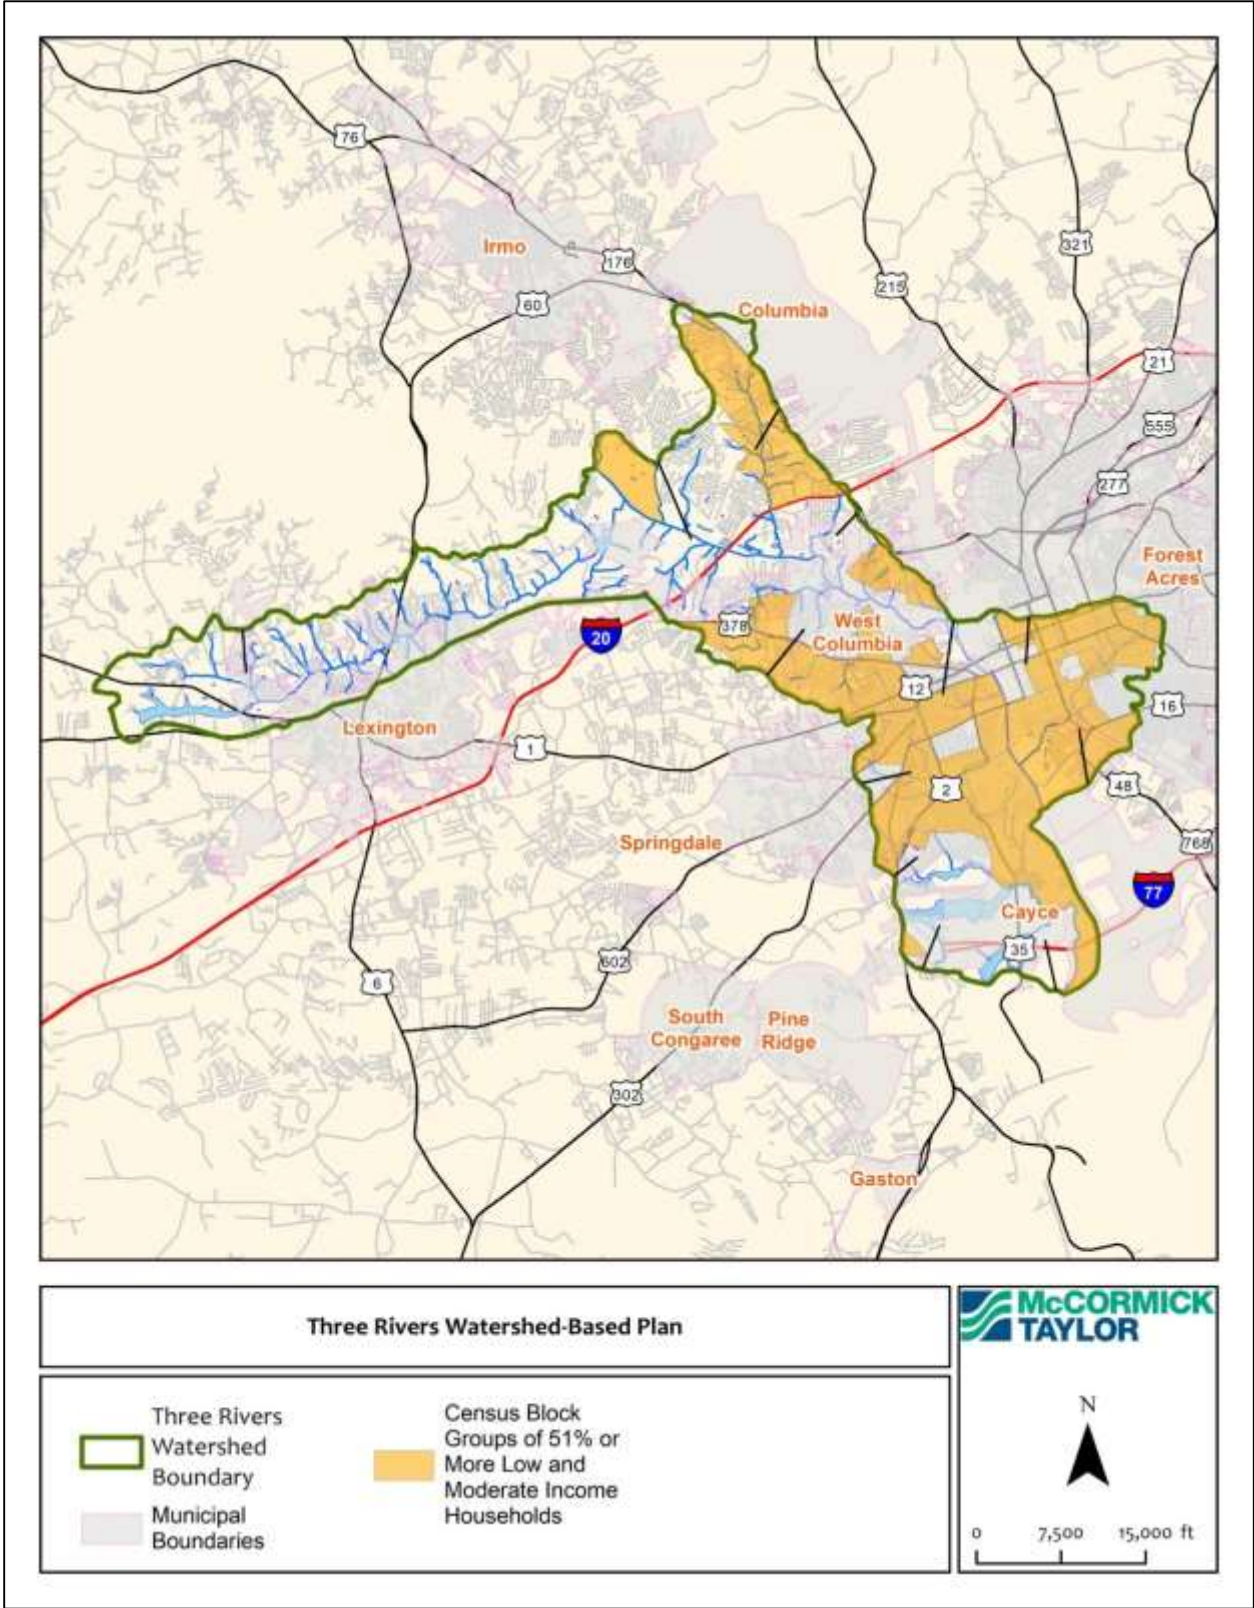 76
Irmo
176
321
215
60
Columbia
21
555
277
Forest
Acres
378
West
Columbia
20
12
16
Lexington
1
2
48
Springdale
768
77
Cayce
35
602
6
South
Congaree
Pine
Ridge
302
Gaston
Three Rivers Watershed-Based Plan
Three Rivers
Watershed
Boundary
Municipal
Boundaries
Census Block
Groups of 51% or
More Low and
Moderate Income
Households
McCORMICK
TAYLOR
N
0 7,500 15,000 ft